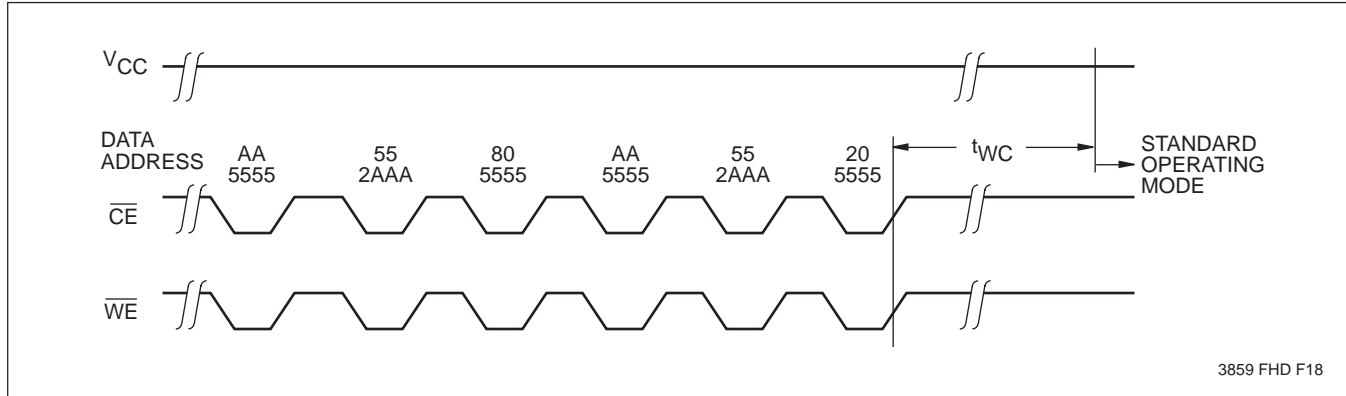 VCC
DATA
ADDRESS
AA
5555
55
2AAA
80
5555
AA
5555
55
2AAA
20
5555
tWC
STANDARD
OPERATING
MODE
CE
WE
3859 FHD F18